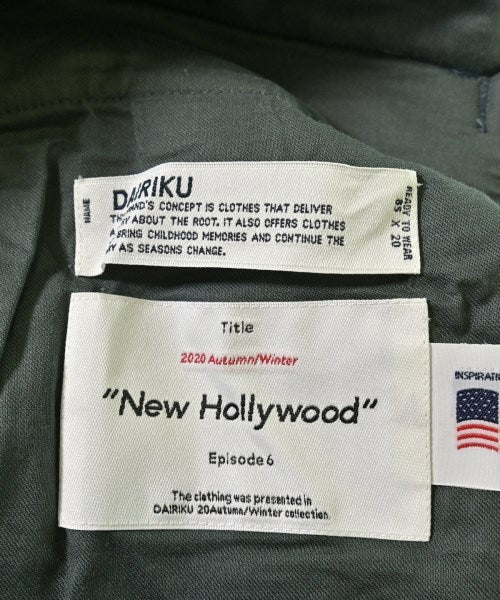 NAME
DAIRIKU
AND'S CONCEPT IS CLOTHES THAT DELIVER
ABOUT THE ROOT. IT ALSO OFFERS CLOTHES
BRING CHILDHOOD MEMORIES AND CONTINUE THE
AS SEASONS CHANGE.
READY TO WEAR
85 X 20
Title
2020 Autumn/Winter
"New Hollywood"
Episode 6
The clothing was presented in
DAIRIKU 20Autumn/Winter collection.
INSPIRATI